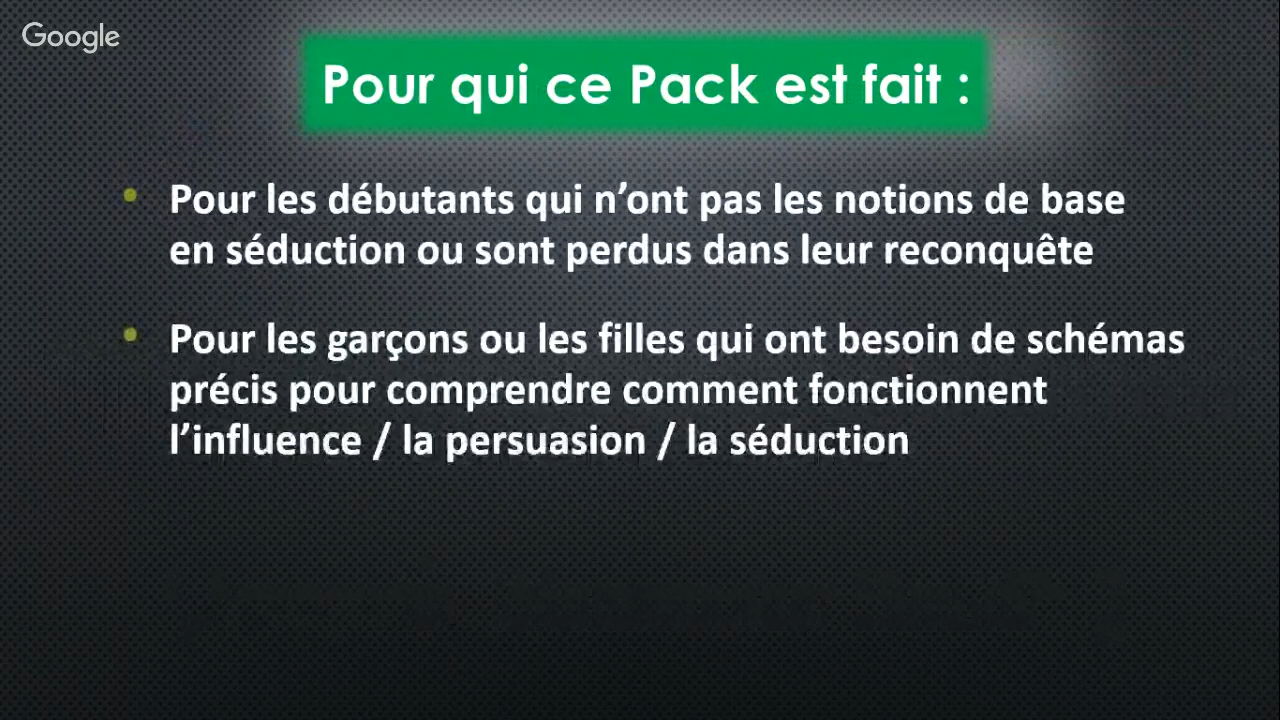 Google
Pour qui ce Pack est fait :
• Pour les débutants qui n’ont pas les notions de base
en séduction ou sont perdus dans leur reconquête
• Pour les garçons ou les filles qui ont besoin de schémas
précis pour comprendre comment fonctionnent
l’influence / la persuasion / la séduction